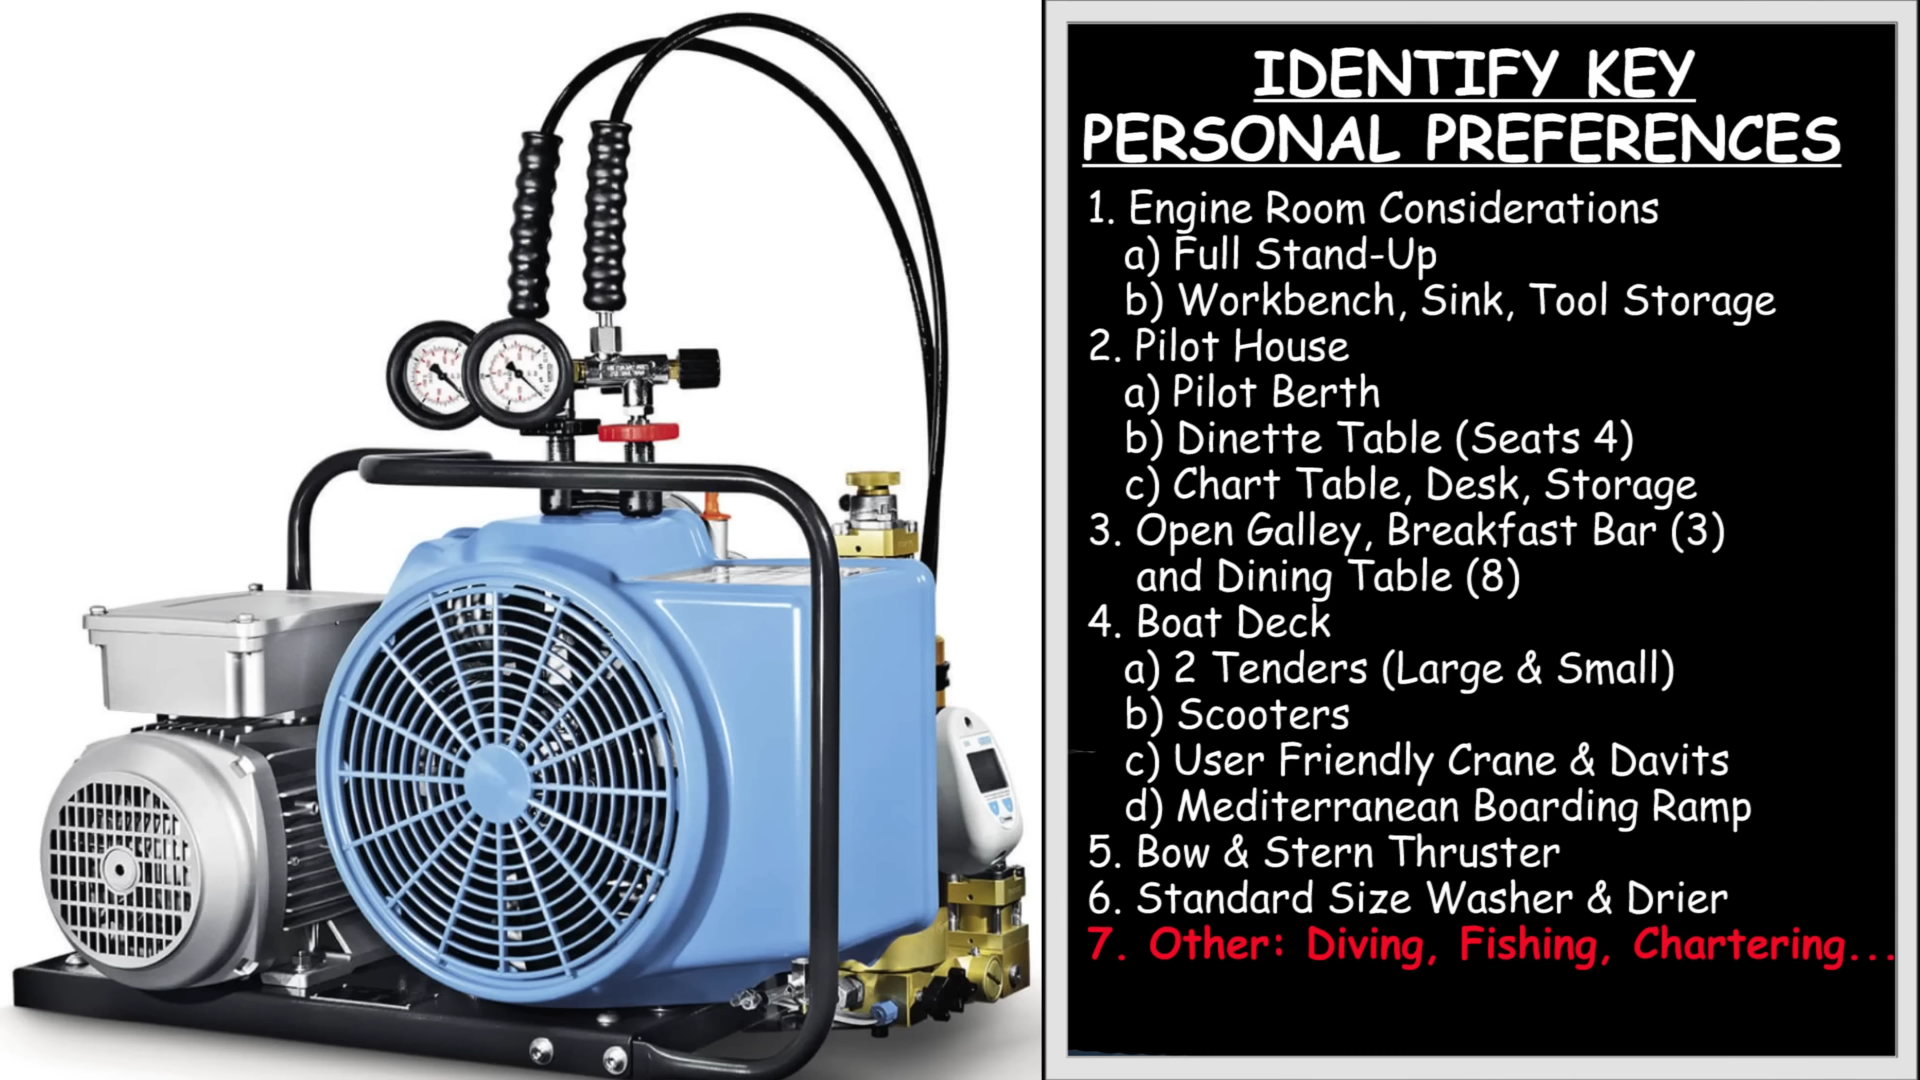 IDENTIFY KEY
PERSONAL PREFERENCES
1. Engine Room Considerations
a) Full Stand-Up
b) Workbench, Sink, Tool Storage
2. Pilot House
a) Pilot Berth
b) Dinette Table (Seats 4)
c) Chart Table, Desk, Storage
3. Open Galley, Breakfast Bar (3)
and Dining Table (8)
4. Boat Deck
a) 2 Tenders (Large & Small)
b) Scooters
c) User Friendly Crane & Davits
d) Mediterranean Boarding Ramp
5. Bow & Stern Thruster
6. Standard Size Washer & Drier
7. Other: Diving, Fishing, Chartering...